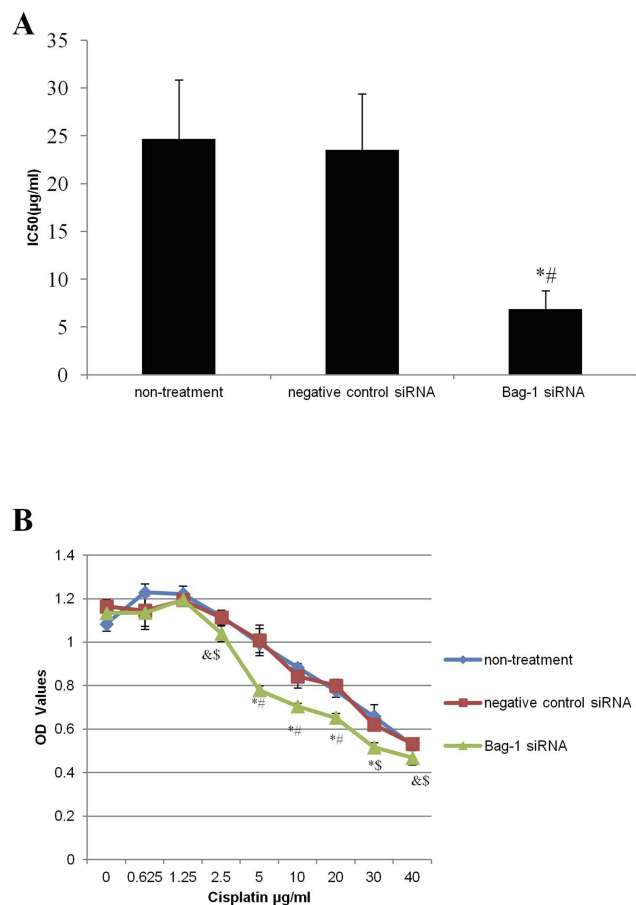 A
IC50(µg/ml)
35
30
25
20
15
10
5
0
*#
non-treatment negative control siRNA Bag-1 siRNA
B
OD Values
1.4
1.2
1
0.8
0.6
0.4
0.2
0
&$
*#
*#
*#
*$
&$
0 0.625 1.25 2.5 5 10 20 30 40
Cisplatin µg/ml
non-treatment
negative control siRNA
Bag-1 siRNA